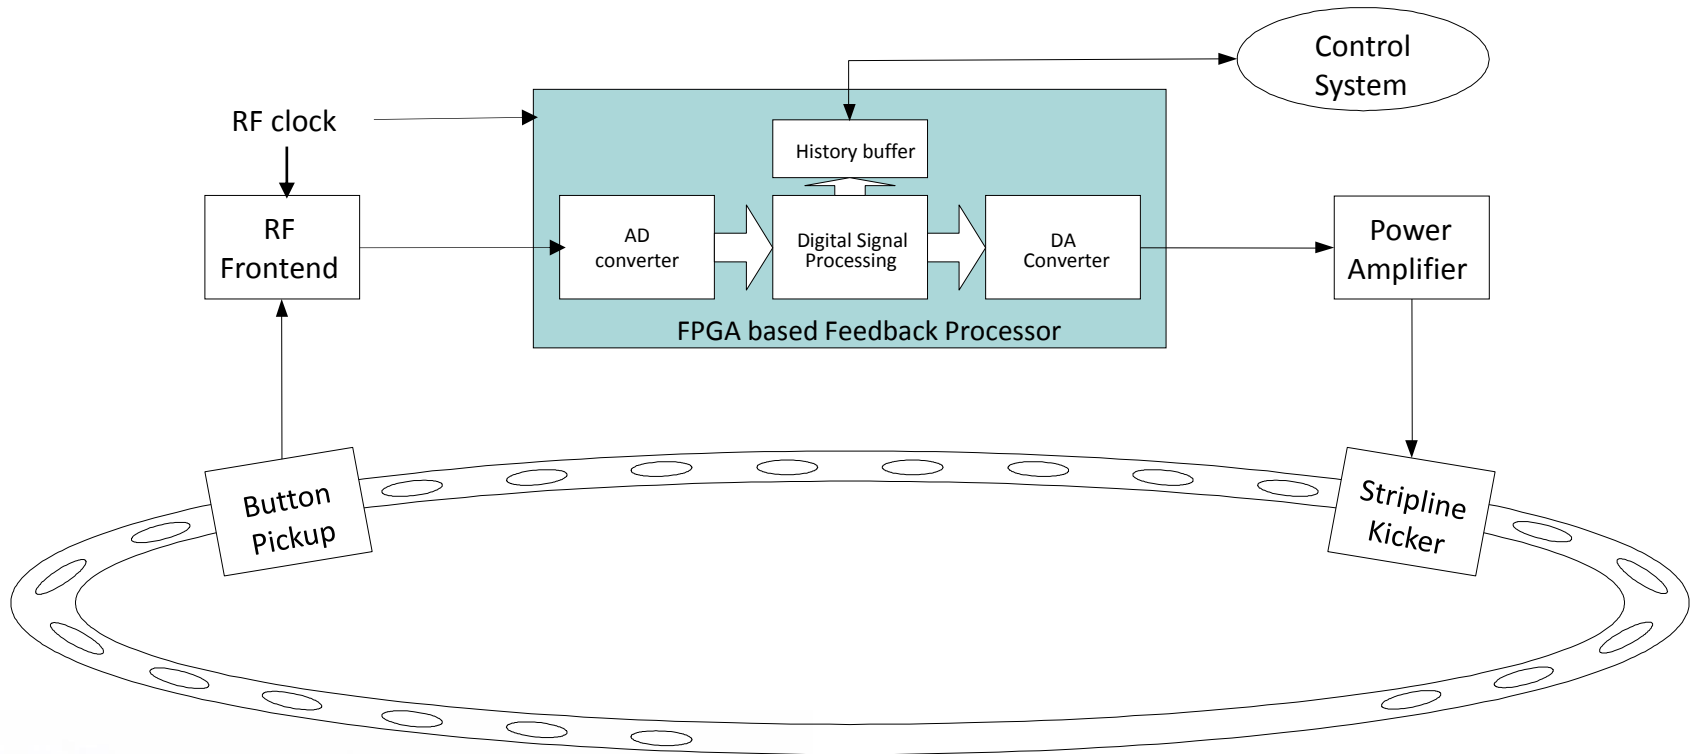 Control
System
RF clock
History buffer
RF
Frontend
AD
converter
Digital Signal
Processing
DA
Converter
Power
Amplifier
FPGA based Feedback Processor
Button
Pickup
Stripline
Kicker